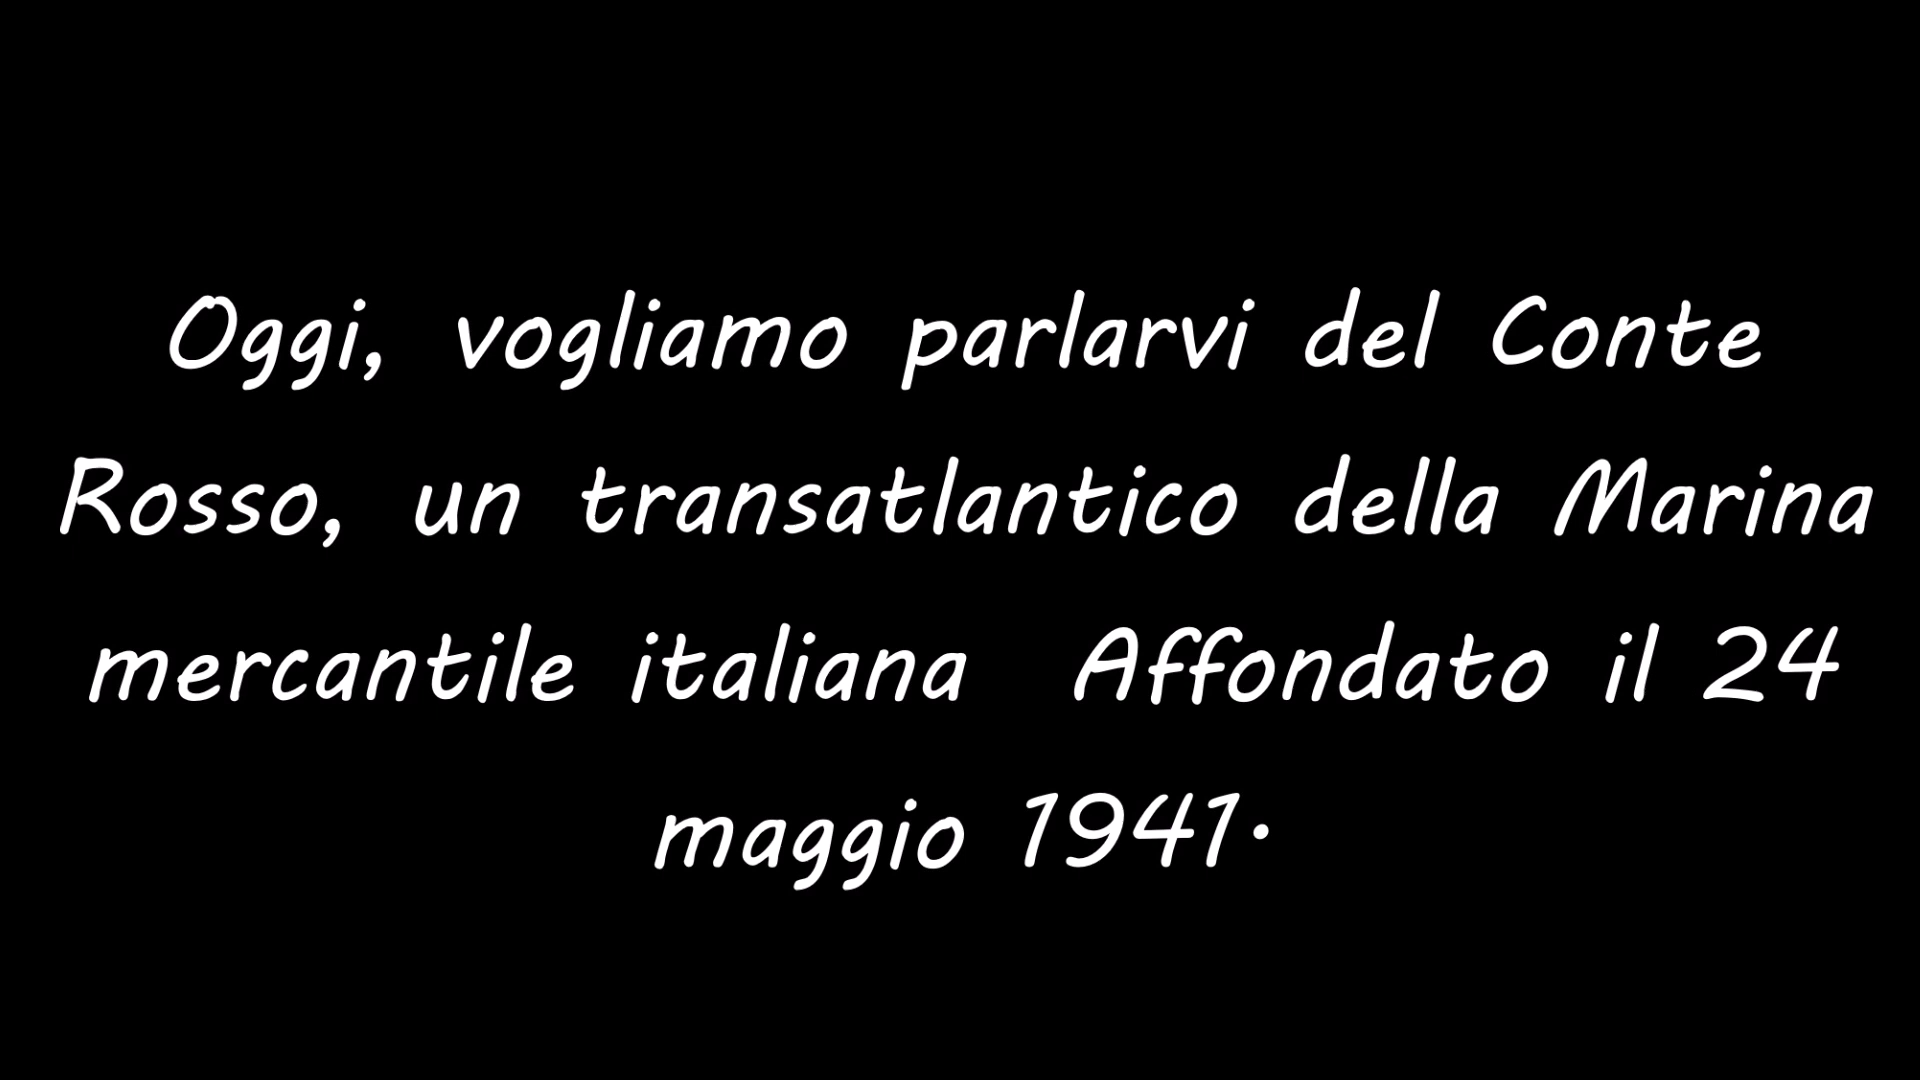 Oggi, vogliamo parlarvi del Conte
Rosso, un transatlantico della Marina
mercantile italiana  Affondato il 24
maggio 1941.